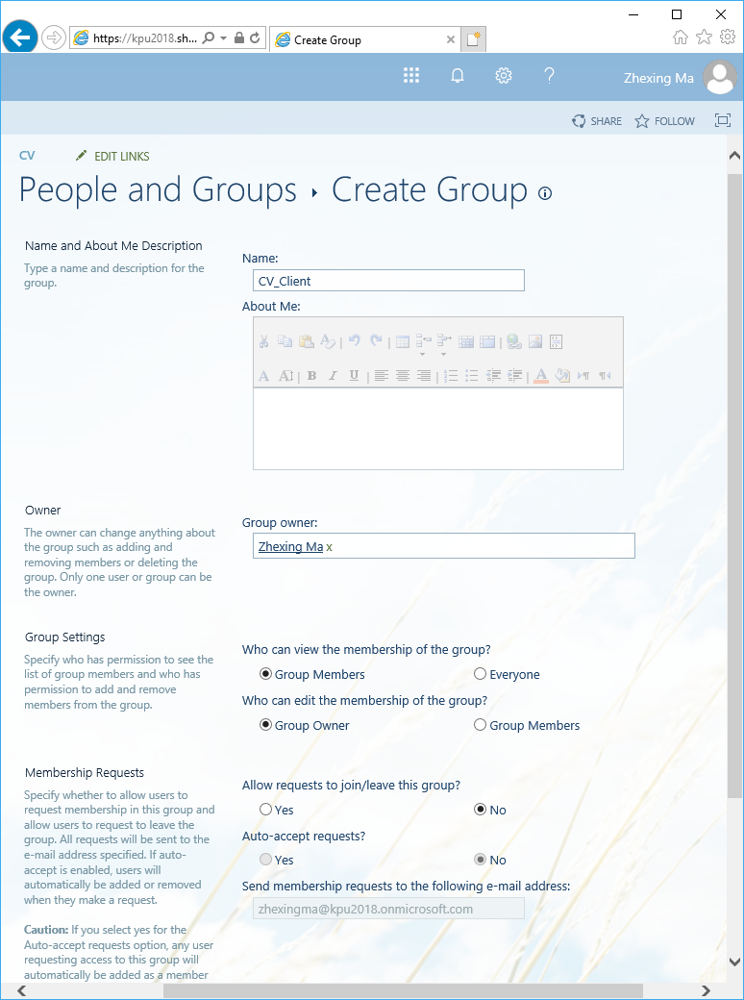 https://kpu2018.sh...
Create Group
Zhexing Ma
SHARE
FOLLOW
CV
EDIT LINKS
People and Groups ▸ Create Group
Name and About Me Description
Type a name and description for the
group.
Name:
CV_Client
About Me:
A
A
B I U
A
Owner
The owner can change anything about
the group such as adding and
removing members or deleting the
group. Only one user or group can be
the owner.
Group owner:
Zhexing Ma x
Group Settings
Specify who has permission to see the
list of group members and who has
permission to add and remove
members from the group.
Who can view the membership of the group?
Group Members
Everyone
Who can edit the membership of the group?
Group Owner
Group Members
Membership Requests
Specify whether to allow users to
request membership in this group and
allow users to request to leave the
group. All requests will be sent to the
e-mail address specified. If auto-
accept is enabled, users will
automatically be added or removed
when they make a request.
Caution: If you select yes for the
Auto-accept requests option, any user
requesting access to this group will
automatically be added as a member
Allow requests to join/leave this group?
Yes
No
Auto-accept requests?
Yes
No
Send membership requests to the following e-mail address:
zhexingma@kpu2018.onmicrosoft.com